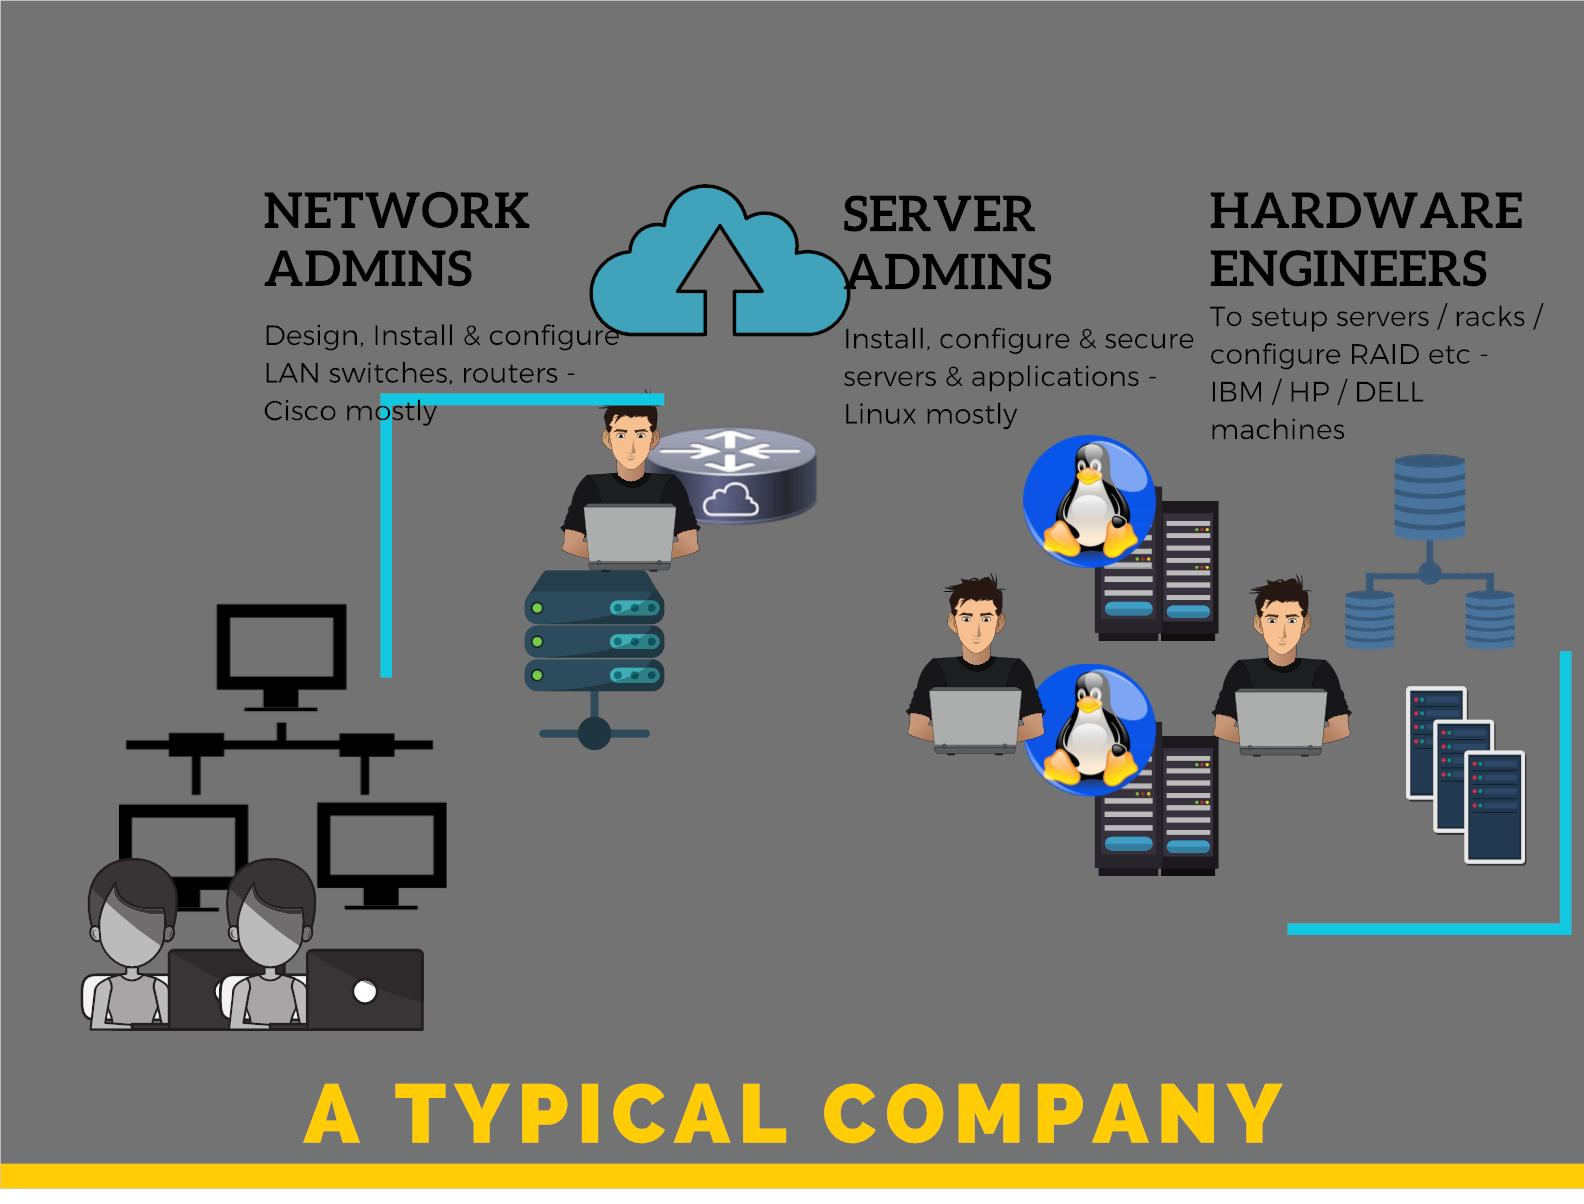 NETWORK
ADMINS
Design, Install & configure
LAN switches, routers -
Cisco mostly
SERVER
ADMINS
Install, configure & secure
servers & applications -
Linux mostly
HARDWARE
ENGINEERS
To setup servers / racks /
configure RAID etc -
IBM / HP / DELL
machines
A TYPICAL COMPANY